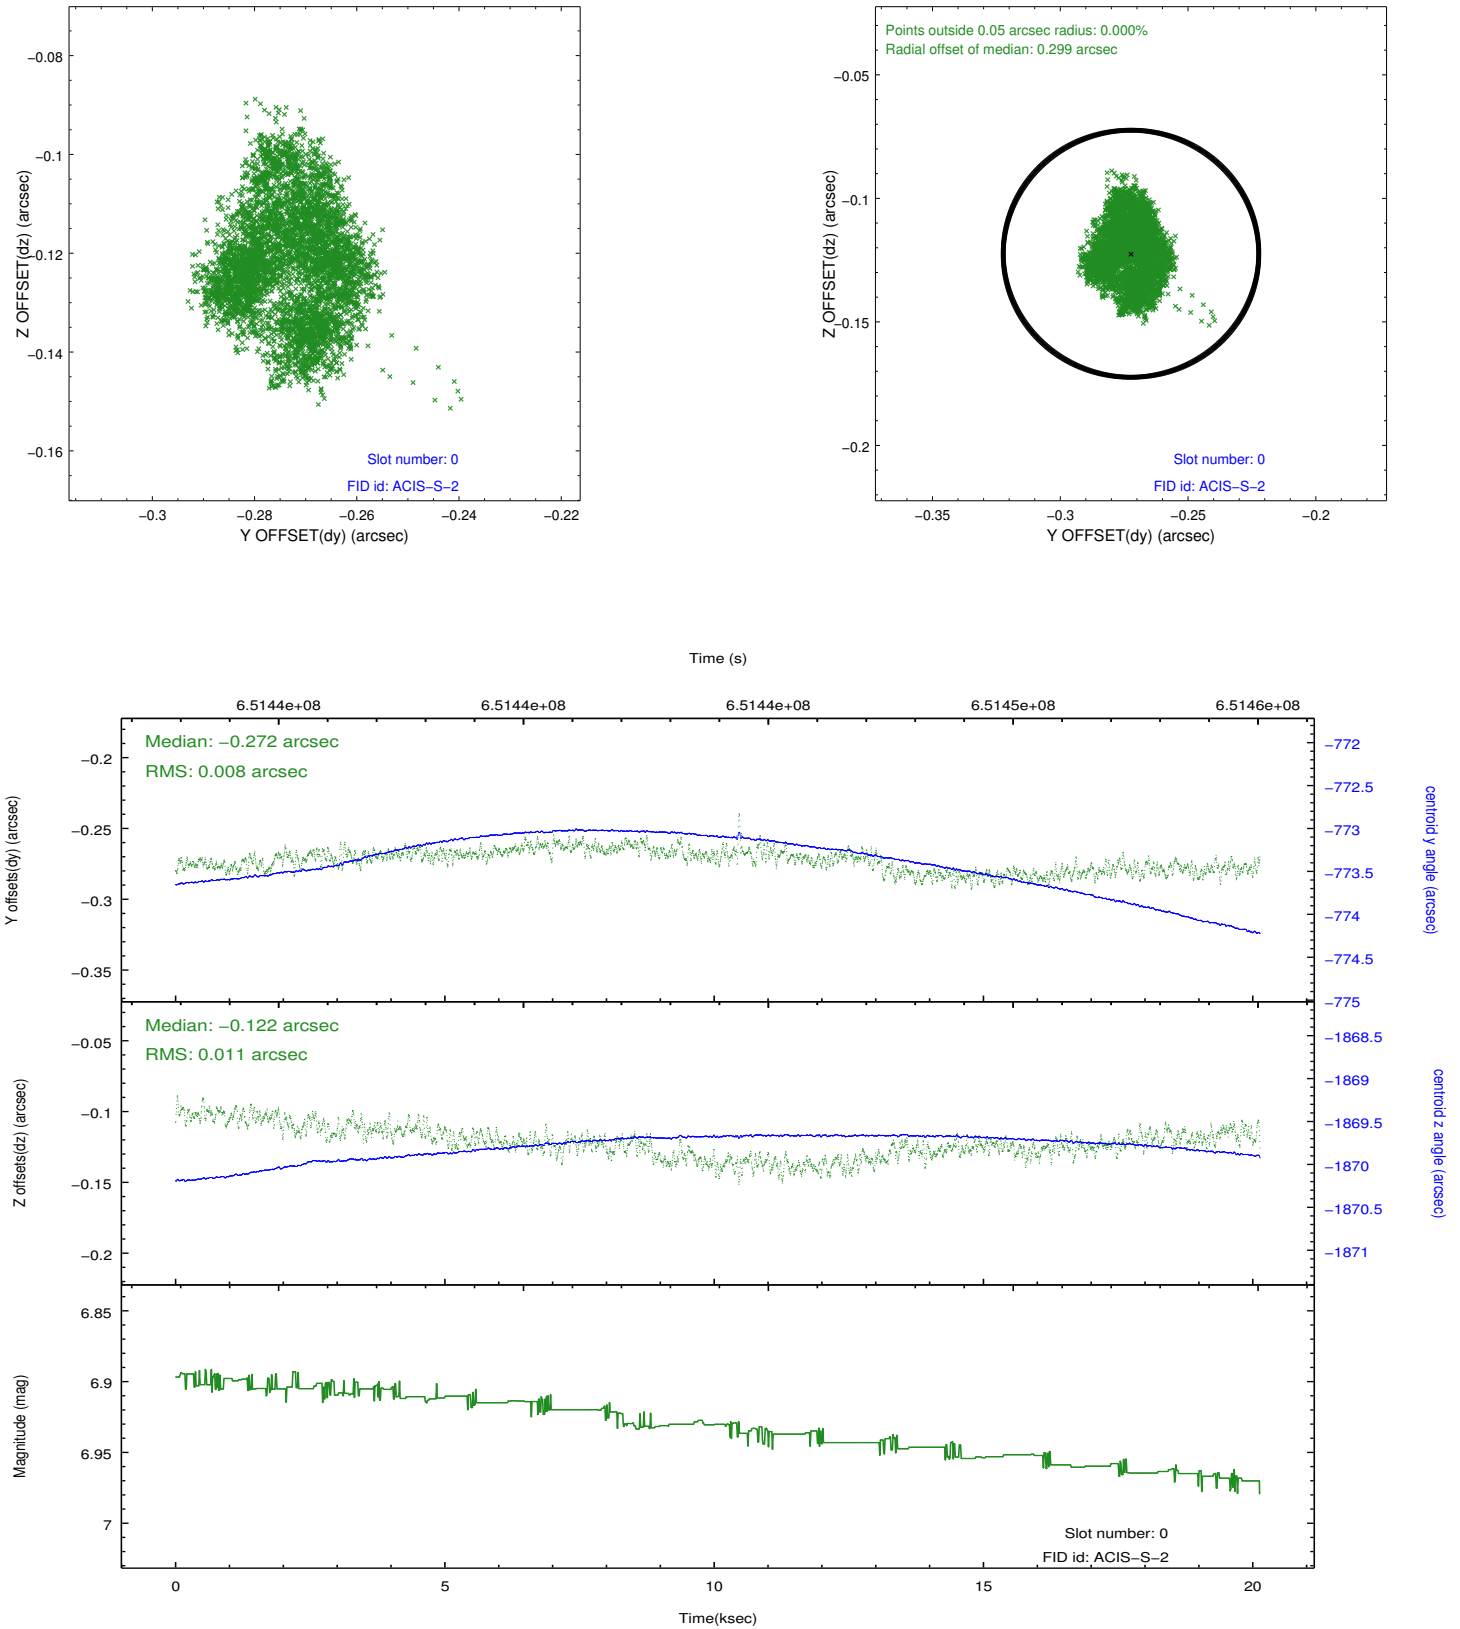 −0.08
−0.1
−0.12
−0.14
−0.16
Z OFFSET(dz) (arcsec)
Slot number: 0
FID id: ACIS−S−2
−0.3
−0.28
−0.26
−0.24
−0.22
Y OFFSET(dy) (arcsec)
Points outside 0.05 arcsec radius: 0.000%
Radial offset of median: 0.299 arcsec
−0.05
−0.1
−0.15
−0.2
Z OFFSET(dz) (arcsec)
Slot number: 0
FID id: ACIS−S−2
−0.35
−0.3
−0.25
−0.2
Y OFFSET(dy) (arcsec)
Time (s)
6.5144e+08
6.5144e+08
6.5144e+08
6.5145e+08
6.5146e+08
Median: −0.272 arcsec
RMS: 0.008 arcsec
−0.2
−0.25
−0.3
−0.35
Y offsets(dy) (arcsec)
−772
−772.5
−773
−773.5
−774
−774.5
−775
centroid y angle (arcsec)
Median: −0.122 arcsec
RMS: 0.011 arcsec
−0.05
−0.1
−0.15
−0.2
Z offsets(dz) (arcsec)
−1868.5
−1869
−1869.5
−1870
−1870.5
−1871
centroid z angle (arcsec)
6.85
6.9
6.95
7
Magnitude (mag)
Slot number: 0
FID id: ACIS−S−2
0
5
10
15
20
Time(ksec)